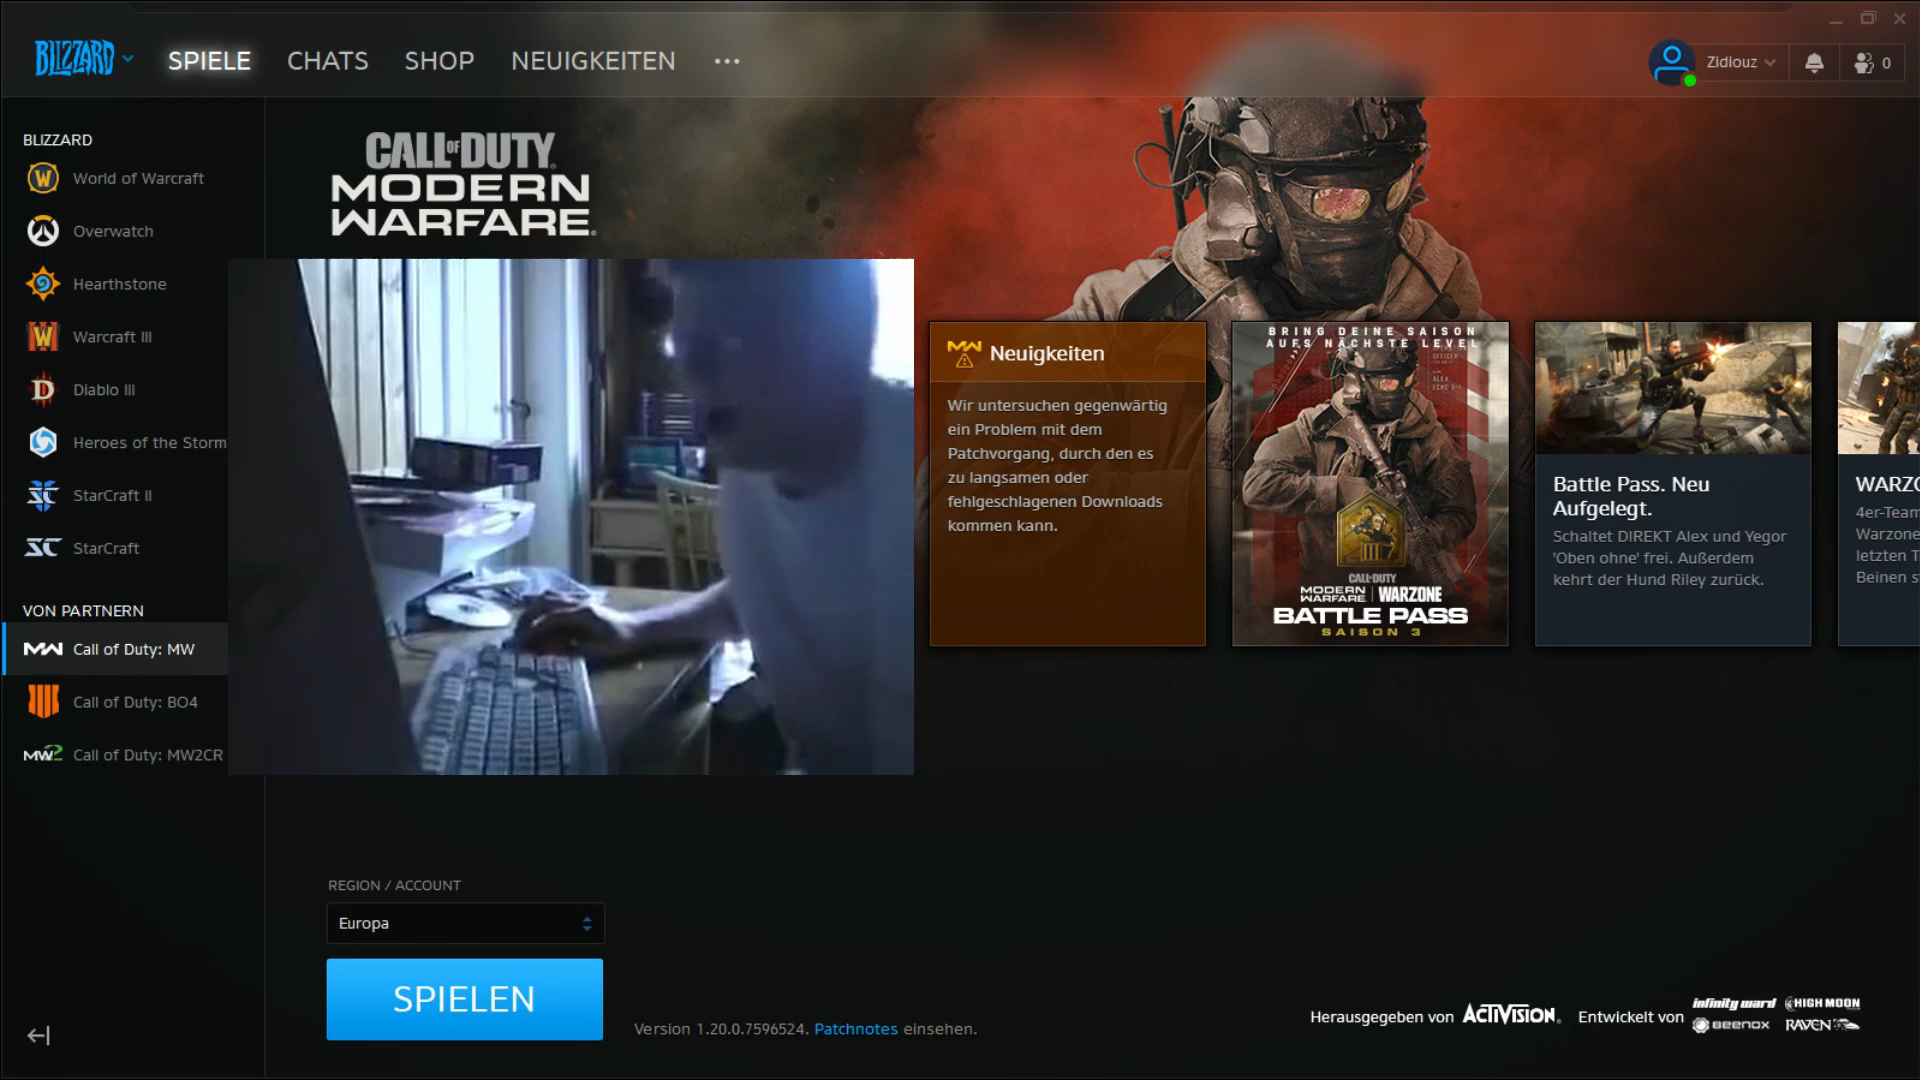 BLIZZARD
SPIELE
CHATS
SHOP
NEUIGKEITEN
Zidiouz
0
BLIZZARD
World of Warcraft
Overwatch
Hearthstone
Warcraft III
Diablo III
Heroes of the Storm
StarCraft II
StarCraft
VON PARTNERN
Call of Duty: MW
Call of Duty: BO4
Call of Duty: MW2CR
CALL OF DUTY
MODERN
WARFARE
Neuigkeiten
Wir untersuchen gegenwärtig
ein Problem mit dem
Patchvorgang, durch den es
zu langsamen oder
fehlgeschlagenen Downloads
kommen kann.
BRING DEINE SAISON
AUFS NÄCHSTE LEVEL
CALL OF DUTY
MODERN WARFARE | WARZONE
BATTLE PASS
SAISON 3
Battle Pass. Neu
Aufgelegt.
Schaltet DIREKT Alex und Yegor
'Oben ohne' frei. Außerdem
kehrt der Hund Riley zurück.
4er-Team
Warzone
letzten
Beinen
REGION / ACCOUNT
Europa
SPIELEN
Version 1.20.0.7596524. Patchnotes einsehen.
Herausgegeben von ACTIVISION.
Entwickelt von
infinity ward
HIGH MOON
BEENOX
RAVEN